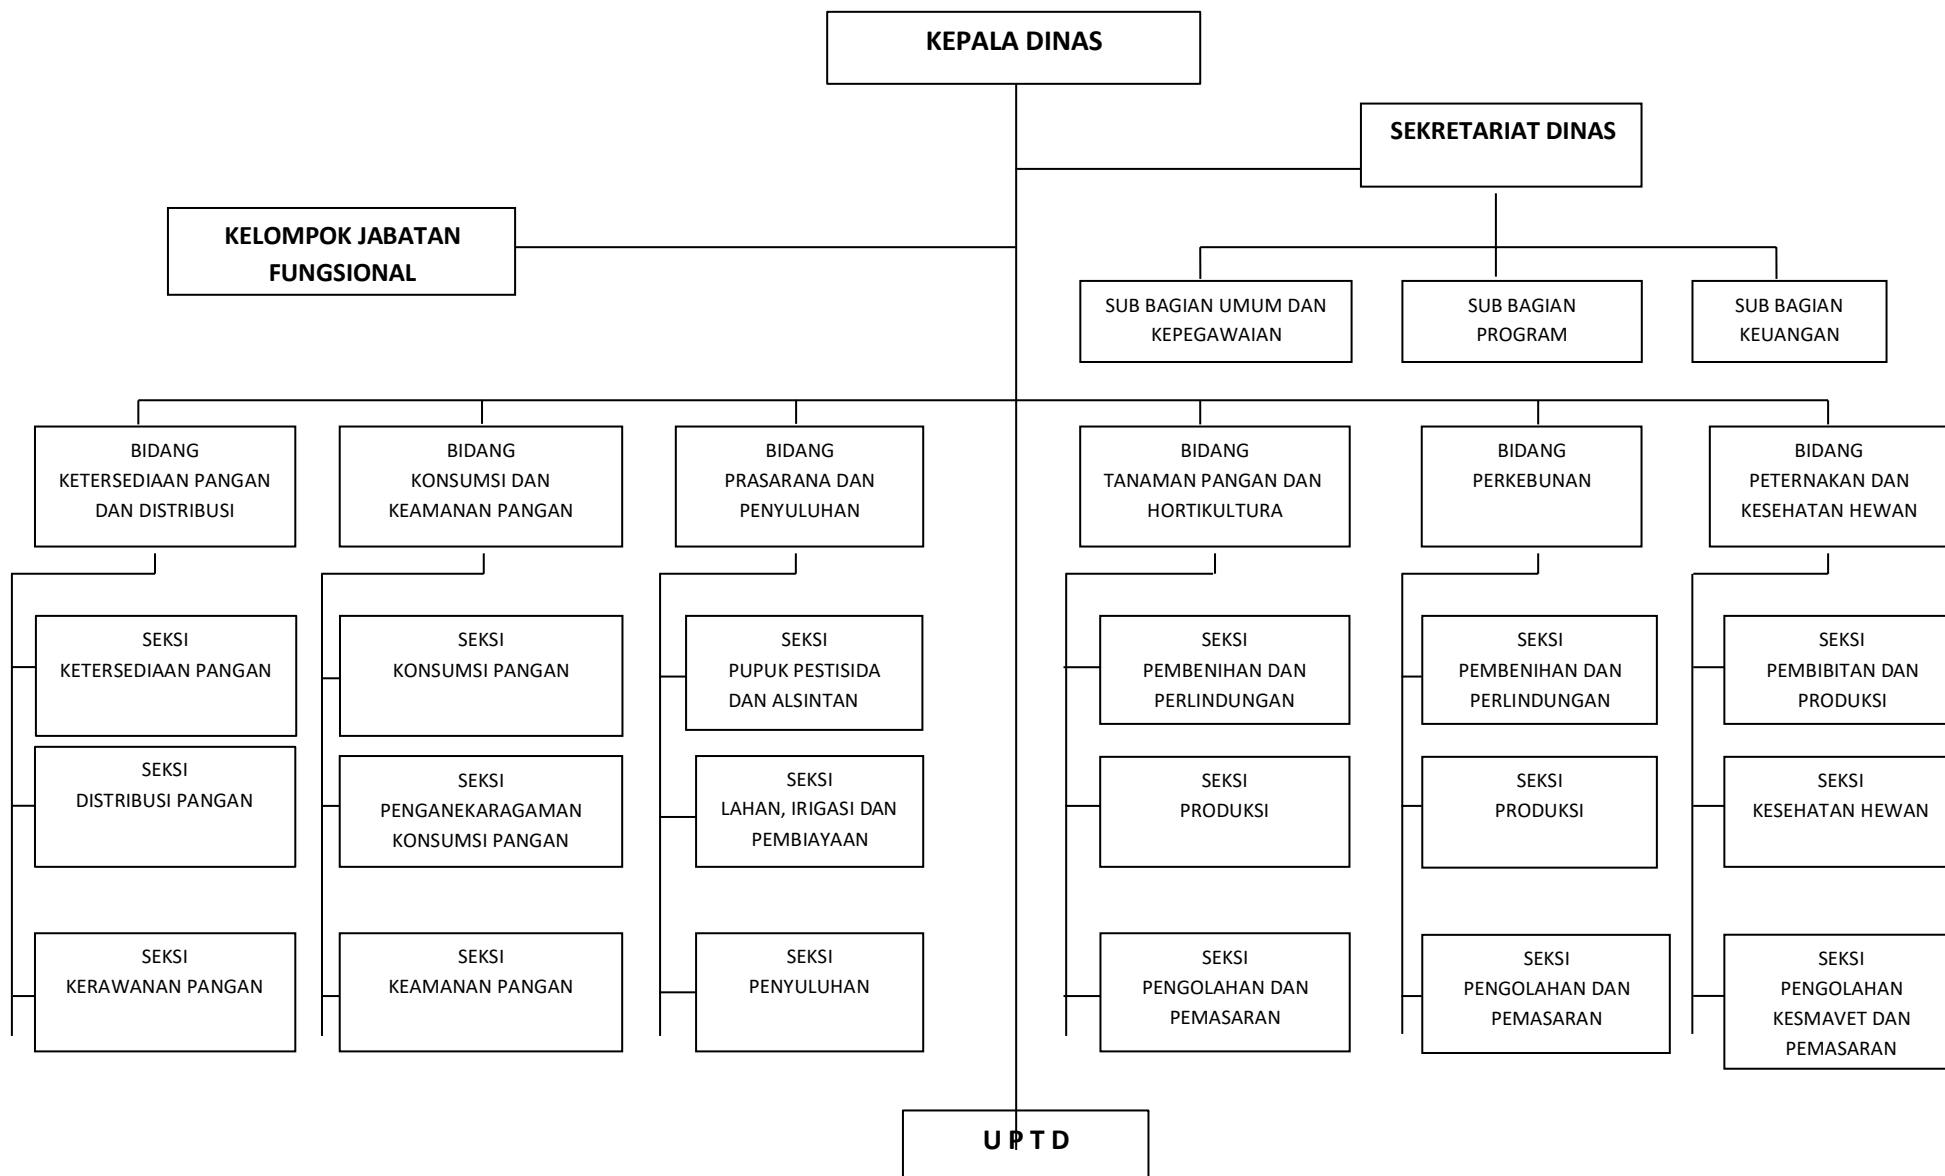 KEPALA DINAS
SEKRETARIAT DINAS
KELOMPOK JABATAN
FUNGSIONAL
SUB BAGIAN UMUM DAN
KEPEGAWAIAN
SUB BAGIAN
PROGRAM
SUB BAGIAN
KEUANGAN
BIDANG
KETERSEDIAAN PANGAN
DAN DISTRIBUSI
BIDANG
KONSUMSI DAN
KEAMANAN PANGAN
BIDANG
PRASARANA DAN
PENYULUHAN
BIDANG
TANAMAN PANGAN DAN
HORTIKULTURA
BIDANG
PERKEBUNAN
BIDANG
PETERNAKAN DAN
KESEHATAN HEWAN
SEKSI
KETERSEDIAAN PANGAN
SEKSI
KONSUMSI PANGAN
SEKSI
PUPUK PESTISIDA
DAN ALSINTAN
SEKSI
PEMBENIHAN DAN
PERLINDUNGAN
SEKSI
PEMBENIHAN DAN
PERLINDUNGAN
SEKSI
PEMBIBITAN DAN
PRODUKSI
SEKSI
DISTRIBUSI PANGAN
SEKSI
PENGANEKARAGAMAN
KONSUMSI PANGAN
SEKSI
LAHAN, IRIGASI DAN
PEMBIAYAAN
SEKSI
PRODUKSI
SEKSI
PRODUKSI
SEKSI
KESEHATAN HEWAN
SEKSI
KERAWANAN PANGAN
SEKSI
KEAMANAN PANGAN
SEKSI
PENYULUHAN
SEKSI
PENGOLAHAN DAN
PEMASARAN
SEKSI
PENGOLAHAN DAN
PEMASARAN
SEKSI
PENGOLAHAN
KESMAVET DAN
PEMASARAN
U P T D